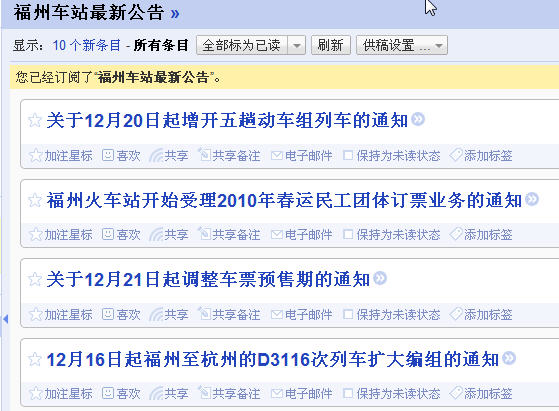 福州车站最新公告 »
显示: 10 个新条目 - 所有条目 全部标为已读 刷新 供稿设置 ...
您已经订阅了“福州车站最新公告”。
关于12月20日起增开五趟动车组列车的通知
加注星标 喜欢 共享 共享备注 电子邮件 保持为未读状态 添加标签
福州火车站开始受理2010年春运民工团体订票业务的通知
加注星标 喜欢 共享 共享备注 电子邮件 保持为未读状态 添加标签
关于12月21日起调整车票预售期的通知
加注星标 喜欢 共享 共享备注 电子邮件 保持为未读状态 添加标签
12月16日起福州至杭州的D3116次列车扩大编组的通知
加注星标 喜欢 共享 共享备注 电子邮件 保持为未读状态 添加标签